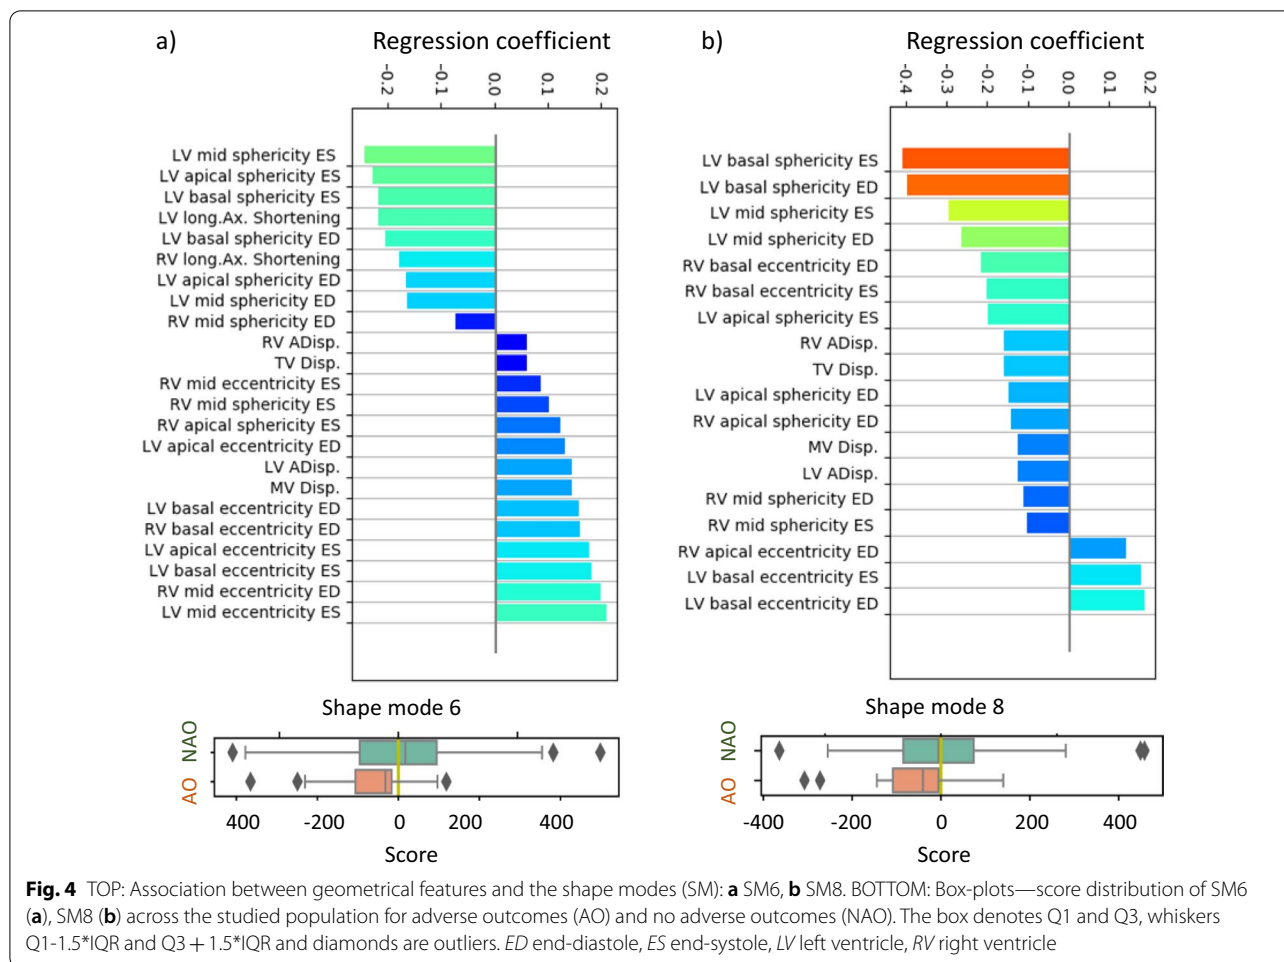 a)
Regression coefficient
-0.2
-0.1
0.0
0.1
0.2
LV mid sphericity ES
LV apical sphericity ES
LV basal sphericity ES
LV long.Ax. Shortening
LV basal sphericity ED
RV long.Ax. Shortening
LV apical sphericity ED
LV mid sphericity ED
RV mid sphericity ED
RV ADisp.
TV Disp.
RV mid eccentricity ES
RV mid sphericity ES
RV apical sphericity ES
LV apical eccentricity ED
LV ADisp.
MV Disp.
LV basal eccentricity ED
RV basal eccentricity ED
LV apical eccentricity ES
LV basal eccentricity ES
RV mid eccentricity ED
LV mid eccentricity ES
Shape mode 6
NAO
AO
400 -200 0 200 400
Score
b)
Regression coefficient
-0.4
-0.3
-0.2
-0.1
0.0
0.1
0.2
LV basal sphericity ES
LV basal sphericity ED
LV mid sphericity ES
LV mid sphericity ED
RV basal eccentricity ED
RV basal eccentricity ES
LV apical sphericity ES
RV ADisp.
TV Disp.
LV apical sphericity ED
RV apical sphericity ED
MV Disp.
LV ADisp.
RV mid sphericity ED
RV mid sphericity ES
RV apical eccentricity ED
LV basal eccentricity ES
LV basal eccentricity ED
Shape mode 8
NAO
AO
-400 -200 0 200 400
Score
Fig. 4 TOP: Association between geometrical features and the shape modes (SM): a SM6, b SM8. BOTTOM: Box-plots—score distribution of SM6
(a), SM8 (b) across the studied population for adverse outcomes (AO) and no adverse outcomes (NAO). The box denotes Q1 and Q3, whiskers
Q1-1.5*IQR and Q3 + 1.5*IQR and diamonds are outliers. ED end-diastole, ES end-systole, LV left ventricle, RV right ventricle